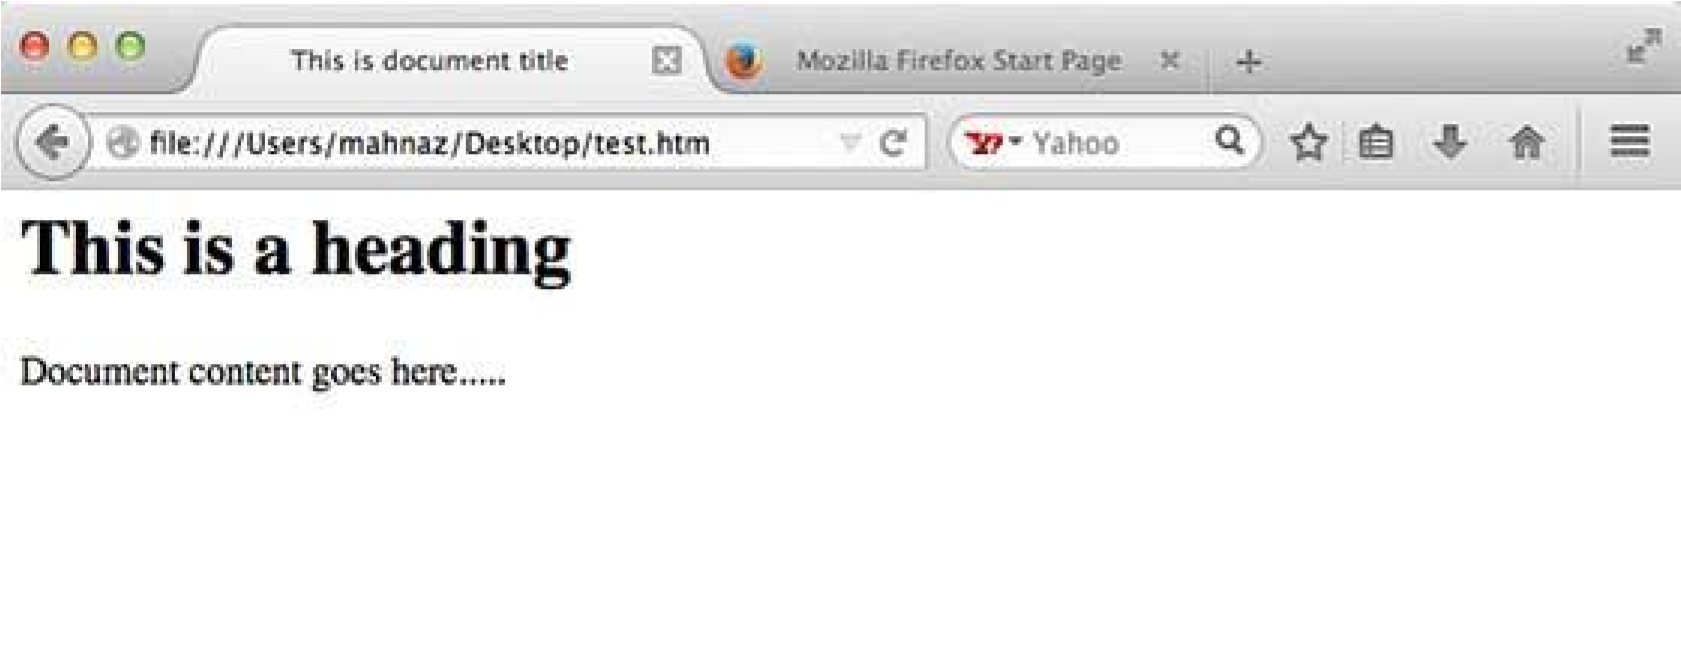 This is document title
Mozilla Firefox Start Page
file:///Users/mahnaz/Desktop/test.htm
Yahoo
This is a heading
Document content goes here.....